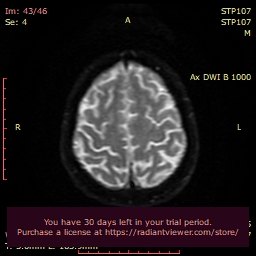 Im: 43/46
Se: 4
A
STP107
STP107
M
Ax DWI B 1000
R
L
You have 30 days left in your trial period.
Purchase a license at https://radiantviewer.com/store/